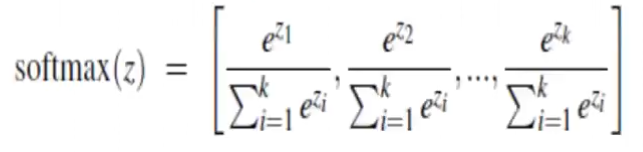 softmax(z) = [ e^{z_1} / ∑_{i=1}^{k} e^{z_i} , e^{z_2} / ∑_{i=1}^{k} e^{z_i} , ..., e^{z_k} / ∑_{i=1}^{k} e^{z_i} ]